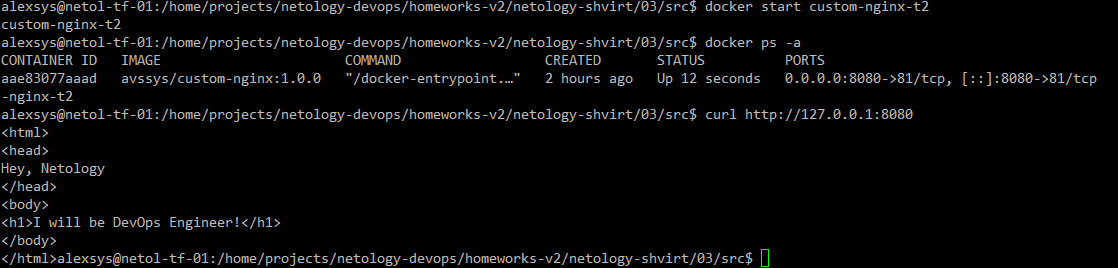 alexsys@netol-tf-01:/home/projects/netology-devops/homeworks-v2/netology-shvirt/03/src$ docker start custom-nginx-t2
custom-nginx-t2
alexsys@netol-tf-01:/home/projects/netology-devops/homeworks-v2/netology-shvirt/03/src$ docker ps -a
CONTAINER ID   IMAGE                       COMMAND                  CREATED       STATUS          PORTS
aae83077aaad   avssys/custom-nginx:1.0.0   "/docker-entrypoint.…"   2 hours ago   Up 12 seconds   0.0.0.0:8080->81/tcp, [::]:8080->81/tcp
-nginx-t2
alexsys@netol-tf-01:/home/projects/netology-devops/homeworks-v2/netology-shvirt/03/src$ curl http://127.0.0.1:8080
<html>
<head>
Hey, Netology
</head>
<body>
<h1>I will be DevOps Engineer!</h1>
</body>
</html>alexsys@netol-tf-01:/home/projects/netology-devops/homeworks-v2/netology-shvirt/03/src$